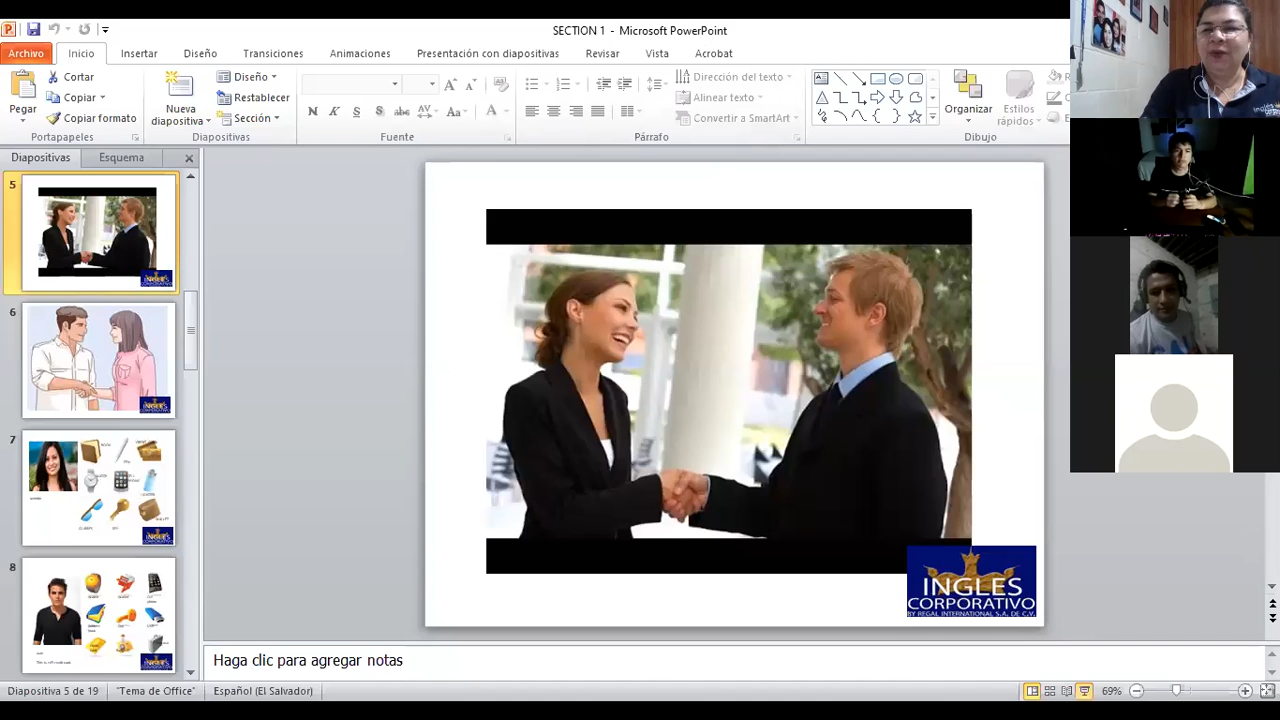 SECTION 1 - Microsoft PowerPoint
Archivo Inicio Insertar Diseño Transiciones Animaciones Presentación con diapositivas Revisar Vista Acrobat
Pegar
Cortar
Copiar
Copiar formato
Portapapeles
Nueva
diapositiva
Diseño
Restablecer
Sección
Diapositivas
N K S abc AV Aa A
Fuente
Dirección del texto
Alinear texto
Convertir a SmartArt
Párrafo
Organizar
Estilos
rápidos
Dibujo
Diapositivas Esquema
5
6
7
8
INGLES
CORPORATIVO
BY REGAL INTERNATIONAL S.A. DE C.V.
Haga clic para agregar notas
Diapositiva 5 de 19 "Tema de Office" Español (El Salvador) 69%